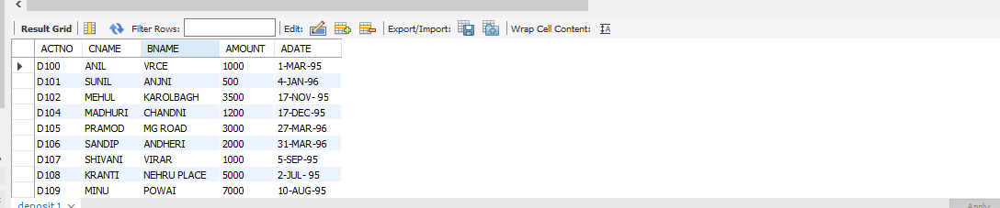 Result Grid Filter Rows: Edit: Export/Import: Wrap Cell Content:
ACTNO CNAME BNAME AMOUNT ADATE
D100 ANIL VRCE 1000 1-MAR-95
D101 SUNIL ANJNI 500 4-JAN-96
D102 MEHUL KAROLBAGH 3500 17-NOV- 95
D104 MADHURI CHANDNI 1200 17-DEC-95
D105 PRAMOD MG ROAD 3000 27-MAR-96
D106 SANDIP ANDHERI 2000 31-MAR-96
D107 SHIVANI VIRAR 1000 5-SEP-95
D108 KRANTI NEHRU PLACE 5000 2-JUL- 95
D109 MINU POWAI 7000 10-AUG-95
deposit 1 Apply